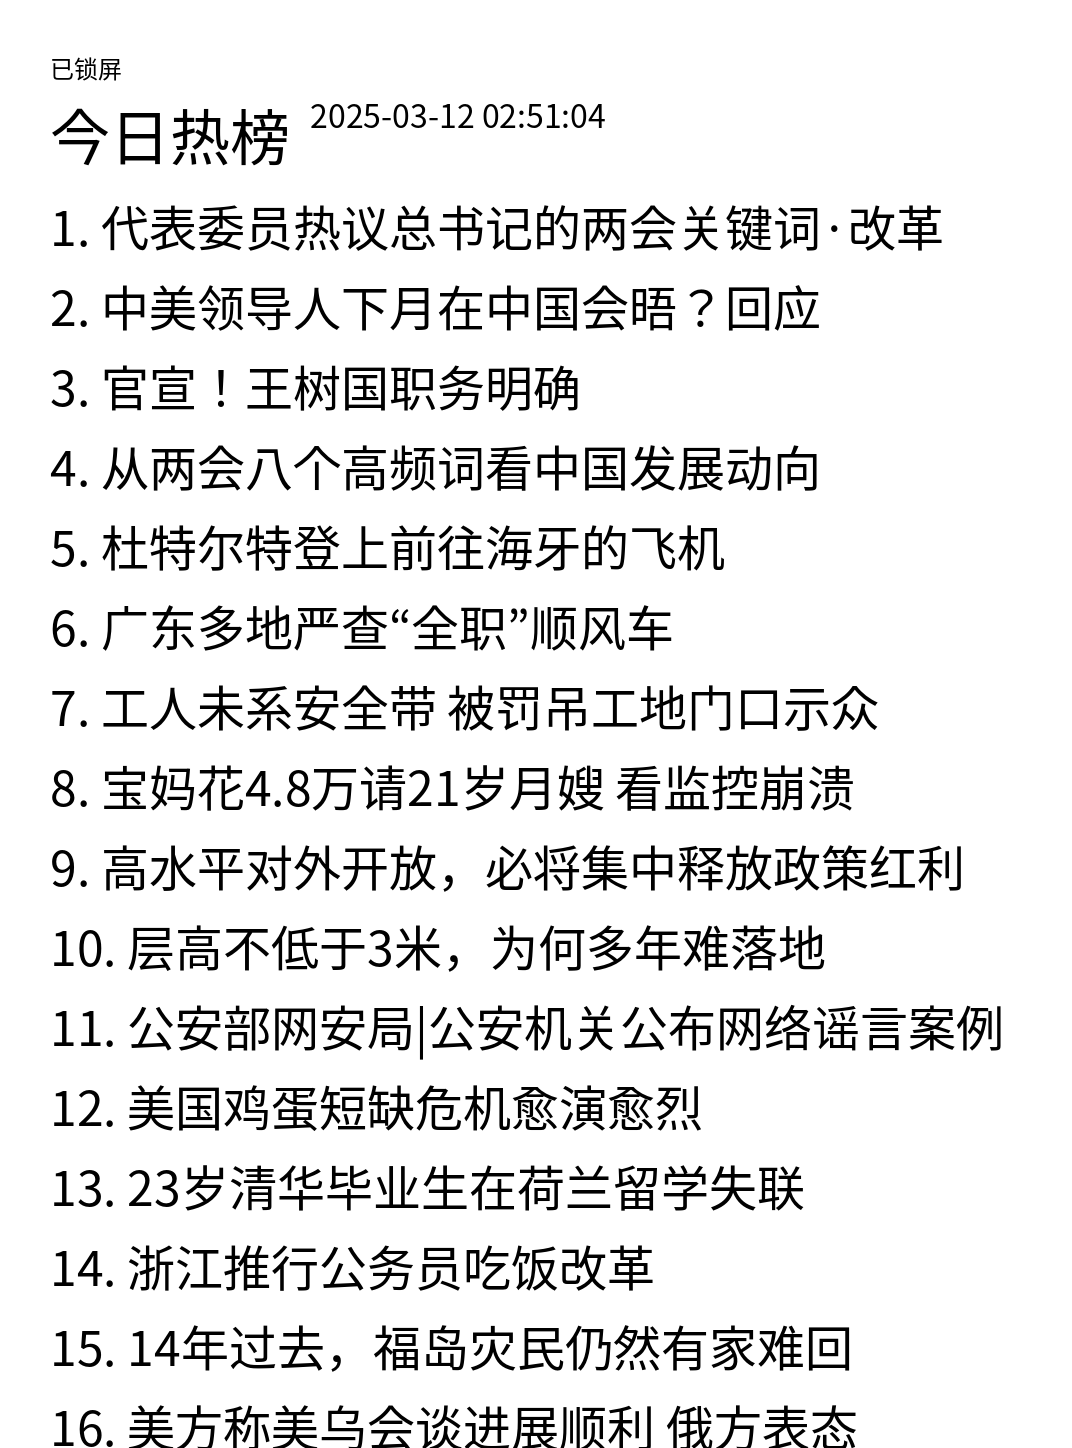 已锁屏
今日热榜 2025-03-12 02:51:04
1. 代表委员热议总书记的两会关键词·改革
2. 中美领导人下月在中国会晤？回应
3. 官宣！王树国职务明确
4. 从两会八个高频词看中国发展动向
5. 杜特尔特登上前往海牙的飞机
6. 广东多地严查“全职”顺风车
7. 工人未系安全带 被罚吊工地门口示众
8. 宝妈花4.8万请21岁月嫂 看监控崩溃
9. 高水平对外开放，必将集中释放政策红利
10. 层高不低于3米，为何多年难落地
11. 公安部网安局|公安机关公布网络谣言案例
12. 美国鸡蛋短缺危机愈演愈烈
13. 23岁清华毕业生在荷兰留学失联
14. 浙江推行公务员吃饭改革
15. 14年过去，福岛灾民仍然有家难回
16. 美方称美乌会谈进展顺利 俄方表态